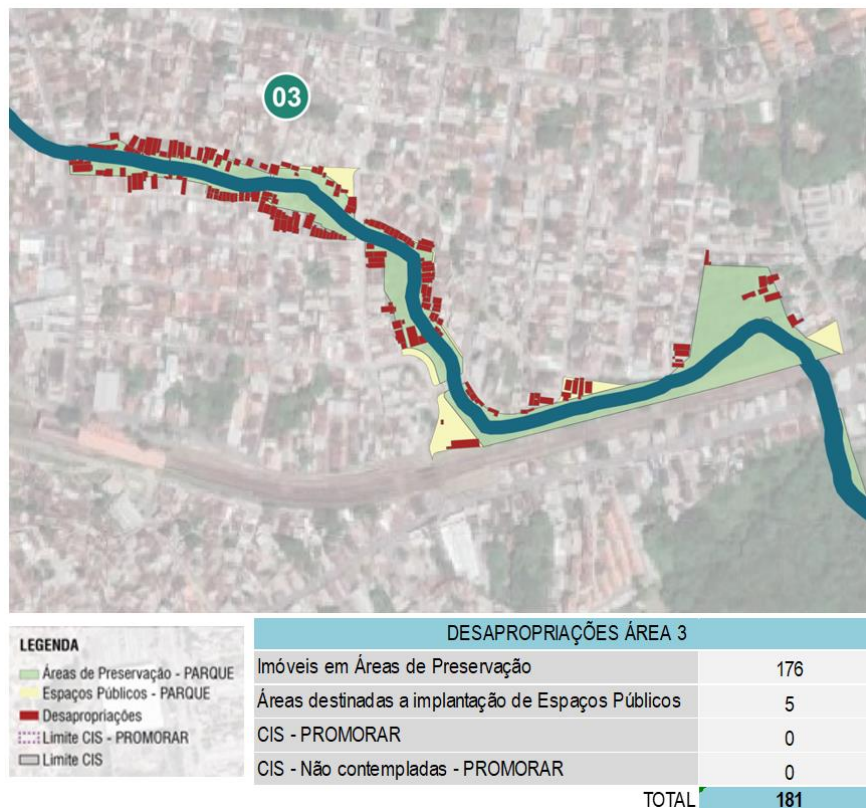 03
LEGENDA
Áreas de Preservação - PARQUE
Espaços Públicos - PARQUE
Desapropriações
Limite CIS - PROMORAR
Limite CIS
DESAPROPRIAÇÕES ÁREA 3
Imóveis em Áreas de Preservação 176
Áreas destinadas a implantação de Espaços Públicos 5
CIS - PROMORAR 0
CIS - Não contempladas - PROMORAR 0
TOTAL 181